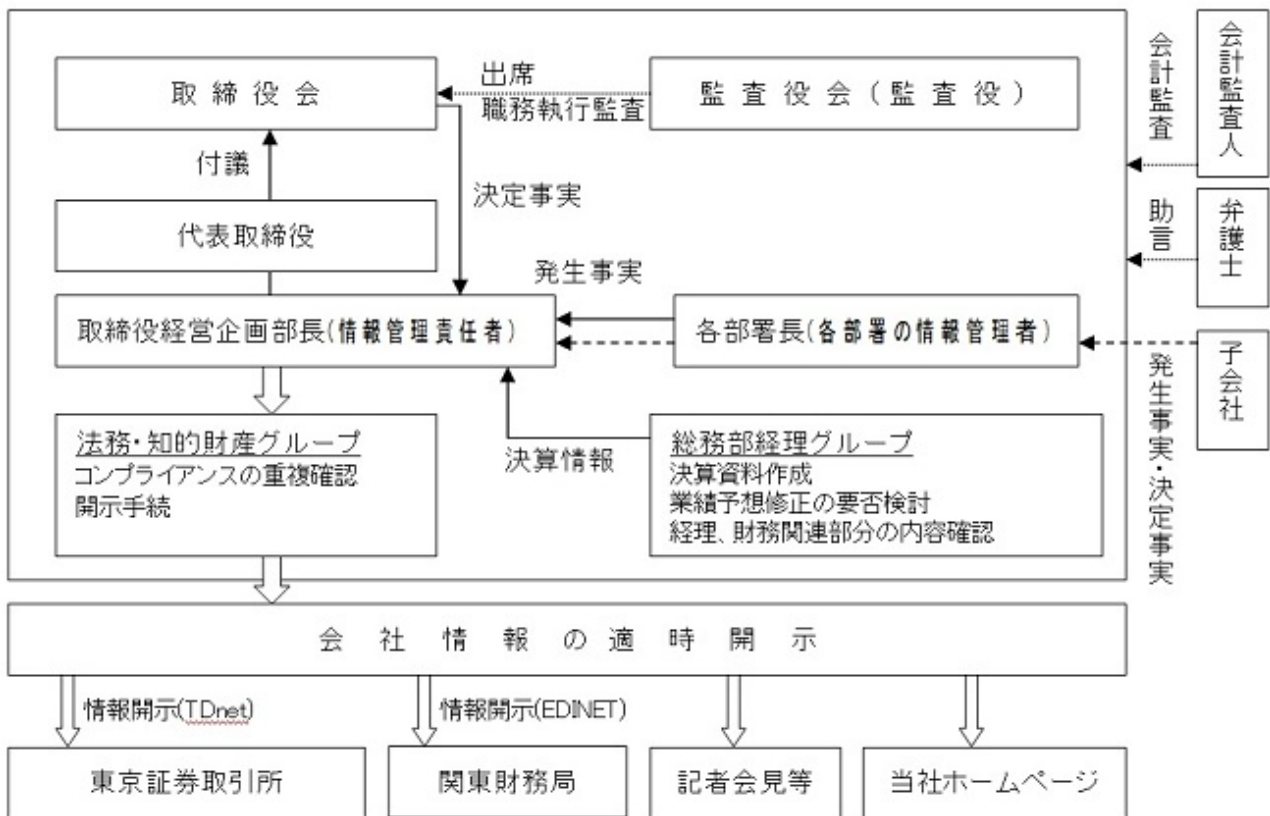 取締役会
出席
職務執行監査
監査役会(監査役)
会計監査
会計監査人
付議
決定事実
助言
弁護士
代表取締役
発生事実
取締役経営企画部長(情報管理責任者)
各部署長(各部署の情報管理者)
子会社
発生事実・決定事実
法務・知的財産グループ
コンプライアンスの重複確認
開示手続
決算情報
総務部経理グループ
決算資料作成
業績予想修正の要否検討
経理、財務関連部分の内容確認
会社情報の適時開示
情報開示(TDnet)
情報開示(EDINET)
東京証券取引所
関東財務局
記者会見等
当社ホームページ